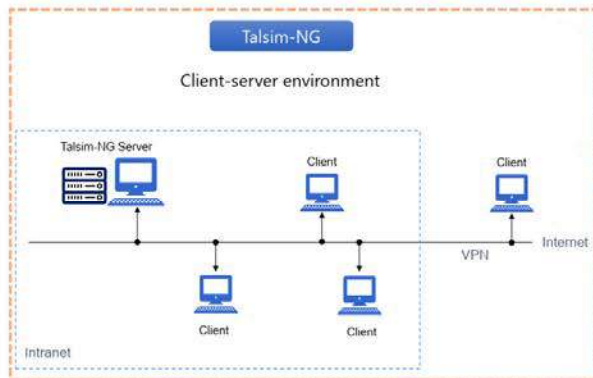 Talsim-NG
Client-server environment
Talsim-NG Server
Client
Client
Internet
VPN
Client
Client
Intranet